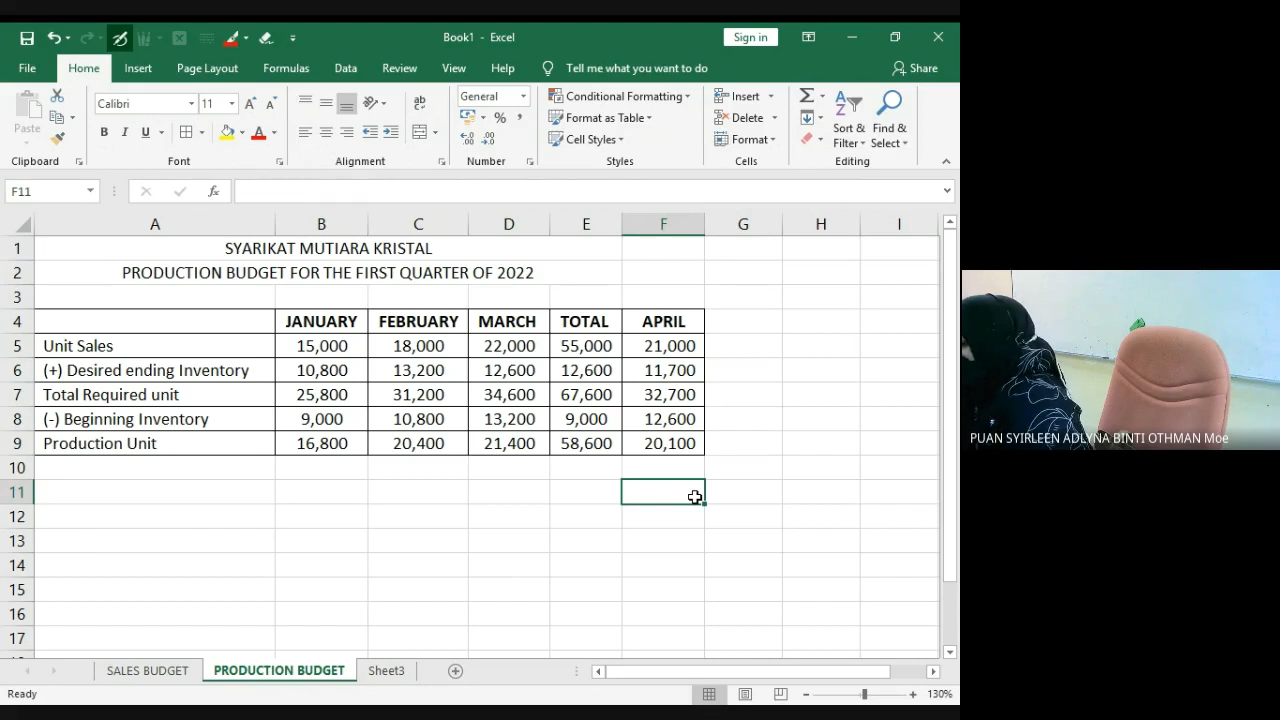 Book1 - Excel
Sign in
File Home Insert Page Layout Formulas Data Review View Help Tell me what you want to do Share
Paste
Calibri 11
B I U A
ab
General
% ,
Conditional Formatting
Format as Table
Cell Styles
Insert
Delete
Format
Sort & Filter
Find & Select
Clipboard Font Alignment Number Styles Cells Editing
F11 fx
A B C D E F G H I
1 SYARIKAT MUTIARA KRISTAL
2 PRODUCTION BUDGET FOR THE FIRST QUARTER OF 2022
3
4 JANUARY FEBRUARY MARCH TOTAL APRIL
5 Unit Sales 15,000 18,000 22,000 55,000 21,000
6 (+) Desired ending Inventory 10,800 13,200 12,600 12,600 11,700
7 Total Required unit 25,800 31,200 34,600 67,600 32,700
8 (-) Beginning Inventory 9,000 10,800 13,200 9,000 12,600
9 Production Unit 16,800 20,400 21,400 58,600 20,100
10
11
12
13
14
15
16
17
SALES BUDGET PRODUCTION BUDGET Sheet3
Ready 130%
PUAN SYIRLEEN ADLYNA BINTI OTHMAN Moe